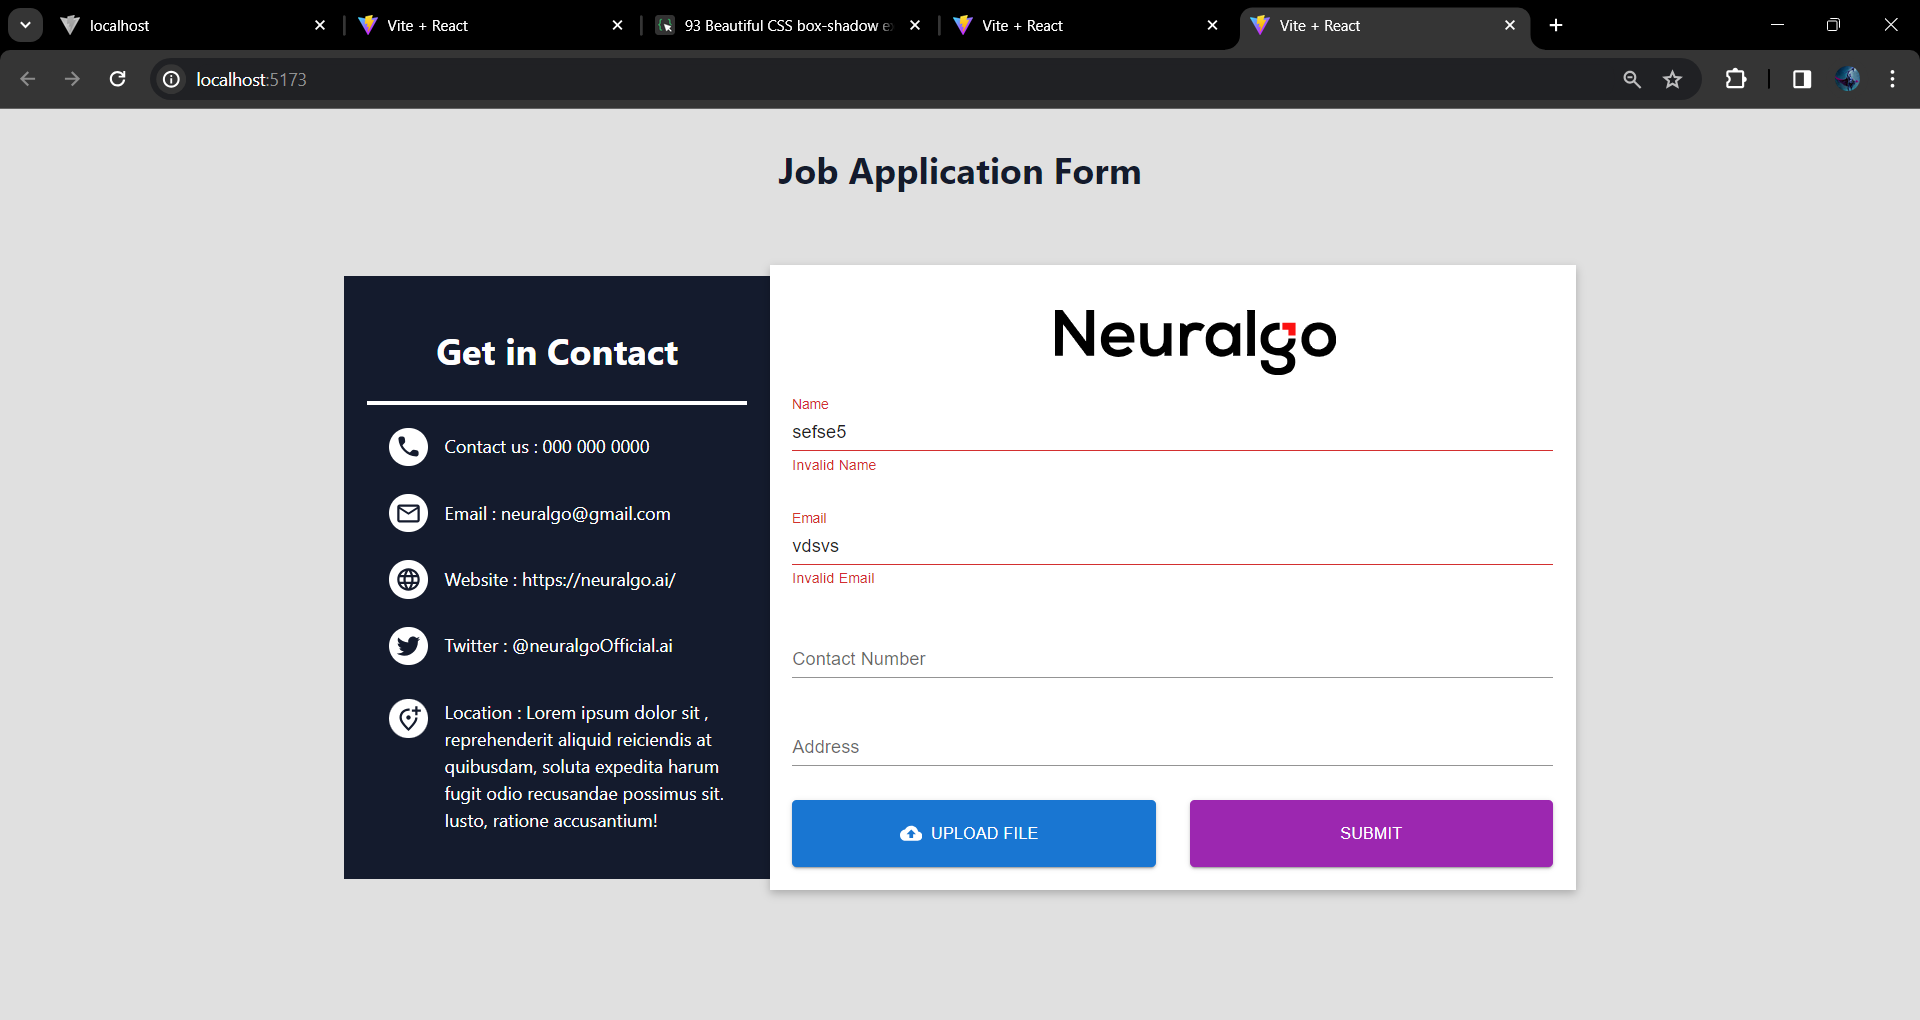 localhost
Vite + React
93 Beautiful CSS box-shadow e
Vite + React
Vite + React
localhost:5173
Job Application Form
Get in Contact
Contact us : 000 000 0000
Email : neuralgo@gmail.com
Website : https://neuralgo.ai/
Twitter : @neuralgoOfficial.ai
Location : Lorem ipsum dolor sit ,
reprehenderit aliquid reiciendis at
quibusdam, soluta expedita harum
fugit odio recusandae possimus sit.
Iusto, ratione accusantium!
Neuralgo
Name
sefse5
Invalid Name
Email
vdsvs
Invalid Email
Contact Number
Address
UPLOAD FILE
SUBMIT